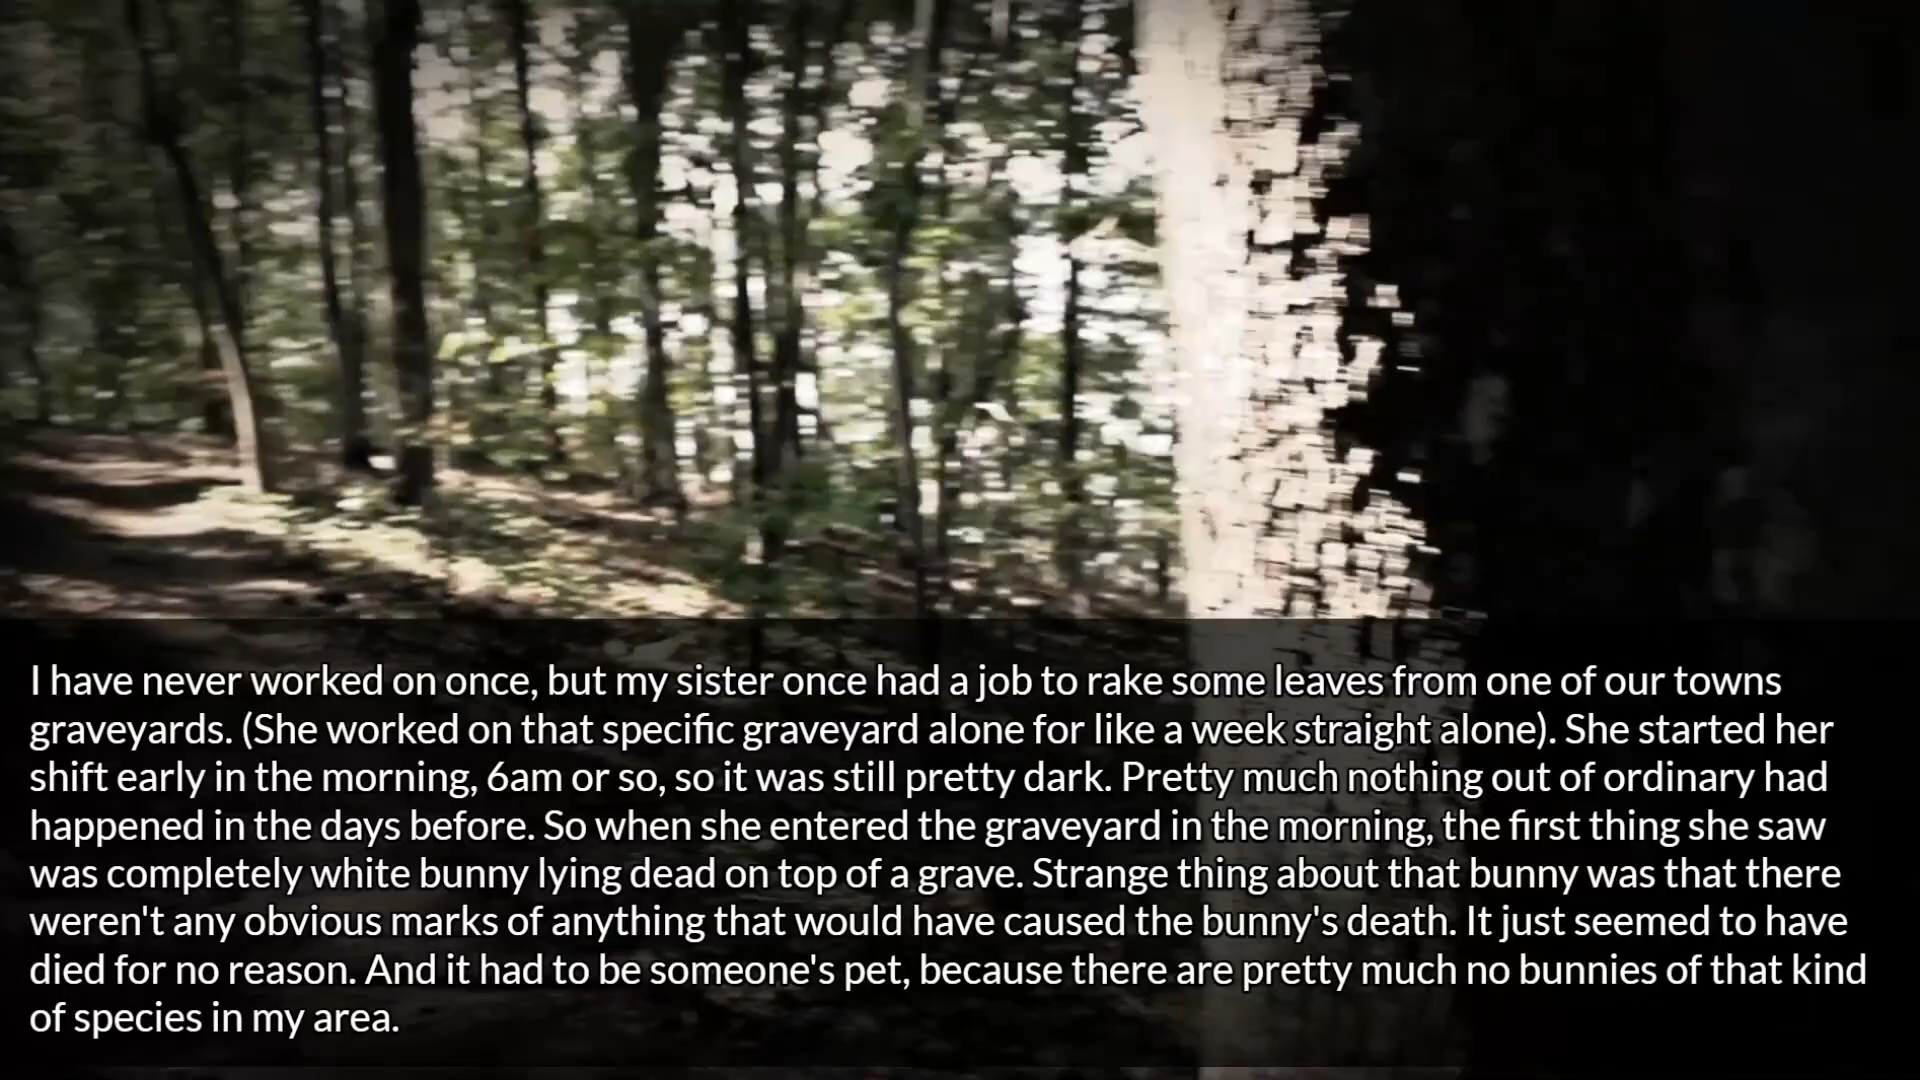 I have never worked on once, but my sister once had a job to rake some leaves from one of our towns
graveyards. (She worked on that specific graveyard alone for like a week straight alone). She started her
shift early in the morning, 6am or so, so it was still pretty dark. Pretty much nothing out of ordinary had
happened in the days before. So when she entered the graveyard in the morning, the first thing she saw
was completely white bunny lying dead on top of a grave. Strange thing about that bunny was that there
weren't any obvious marks of anything that would have caused the bunny's death. It just seemed to have
died for no reason. And it had to be someone's pet, because there are pretty much no bunnies of that kind
of species in my area.